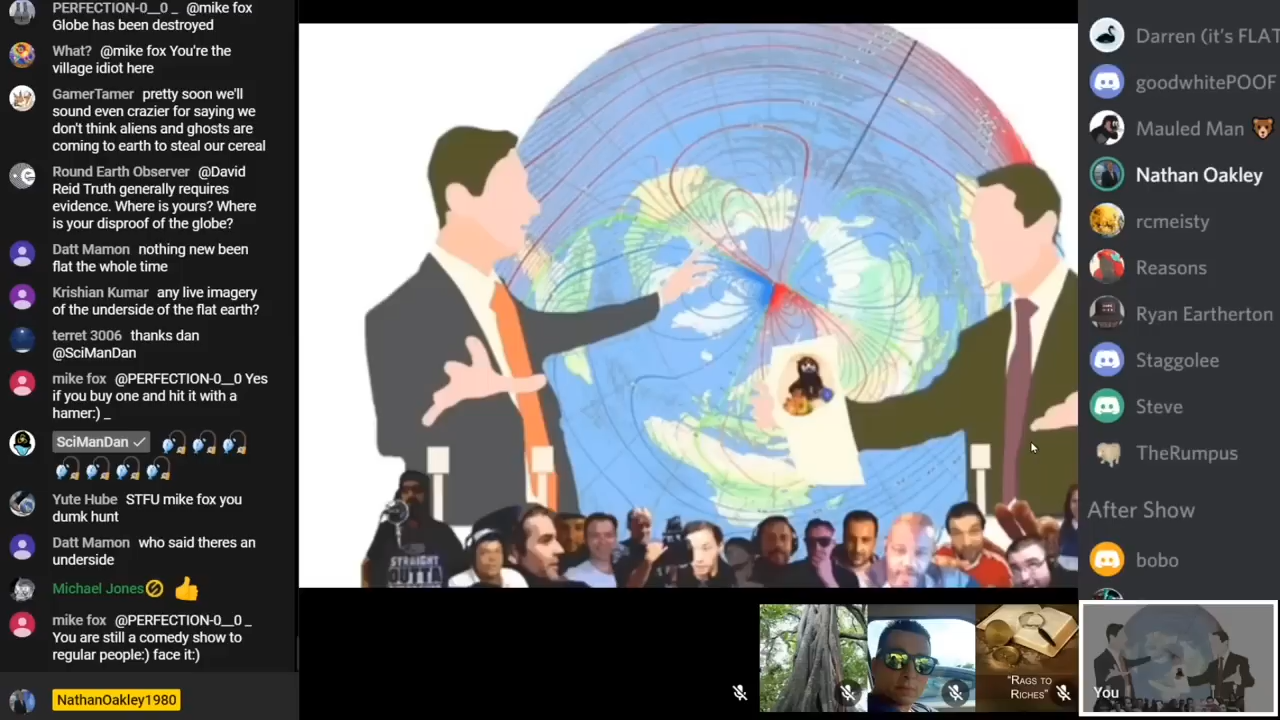 PERFECTION-0__0 _ @mike fox
Globe has been destroyed
What? @mike fox You're the
village idiot here
GamerTamer pretty soon we'll
sound even crazier for saying we
don't think aliens and ghosts are
coming to earth to steal our cereal
Round Earth Observer @David
Reid Truth generally requires
evidence. Where is yours? Where
is your disproof of the globe?
Datt Mamon nothing new been
flat the whole time
Krishian Kumar any live imagery
of the underside of the flat earth?
terret 3006 thanks dan
@SciManDan
mike fox @PERFECTION-0__0 Yes
if you buy one and hit it with a
hamer:) _
SciManDan
Yute Hube STFU mike fox you
dumk hunt
Datt Mamon who said theres an
underside
Michael Jones
mike fox @PERFECTION-0__0 _
You are still a comedy show to
regular people:) face it:)
NathanOakley1980
STRAIGHT
OUTTA
"RAGS TO
RICHES"
Darren (it's FLAT
goodwhitePOOF
Mauled Man
Nathan Oakley
rcmeisty
Reasons
Ryan Eartherton
Staggolee
Steve
TheRumpus
After Show
bobo
You